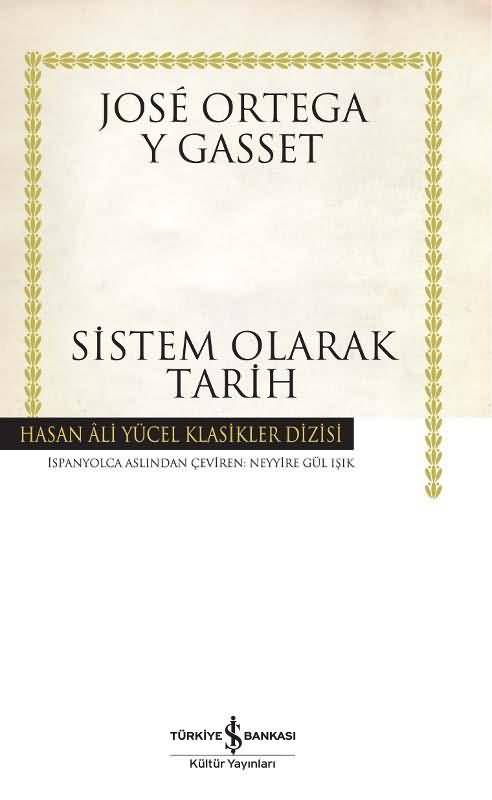 JOSÉ ORTEGA
Y GASSET
SİSTEM OLARAK
TARİH
HASAN ÂLİ YÜCEL KLASİKLER DİZİSİ
İSPANYOLCA ASLINDAN ÇEVİREN: NEYYİRE GÜL IŞIK
TÜRKİYE İŞ BANKASI
Kültür Yayınları